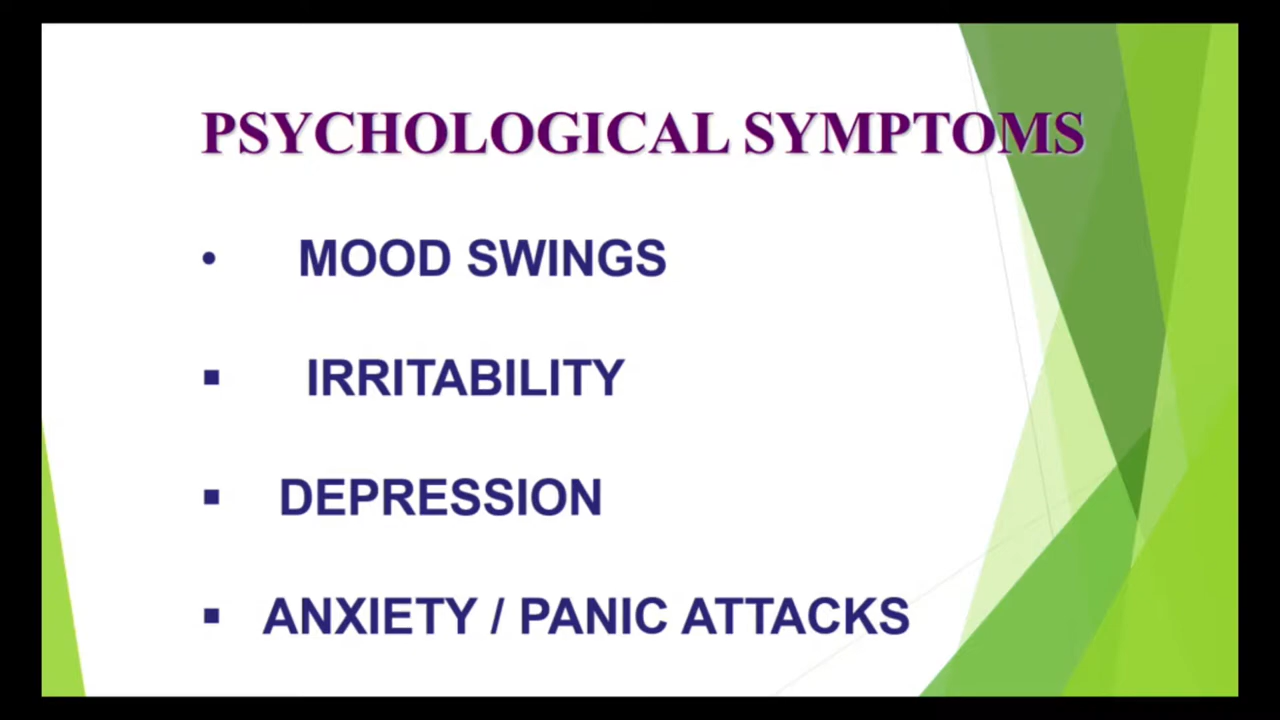 PSYCHOLOGICAL SYMPTOMS
• MOOD SWINGS
▪ IRRITABILITY
▪ DEPRESSION
▪ ANXIETY / PANIC ATTACKS